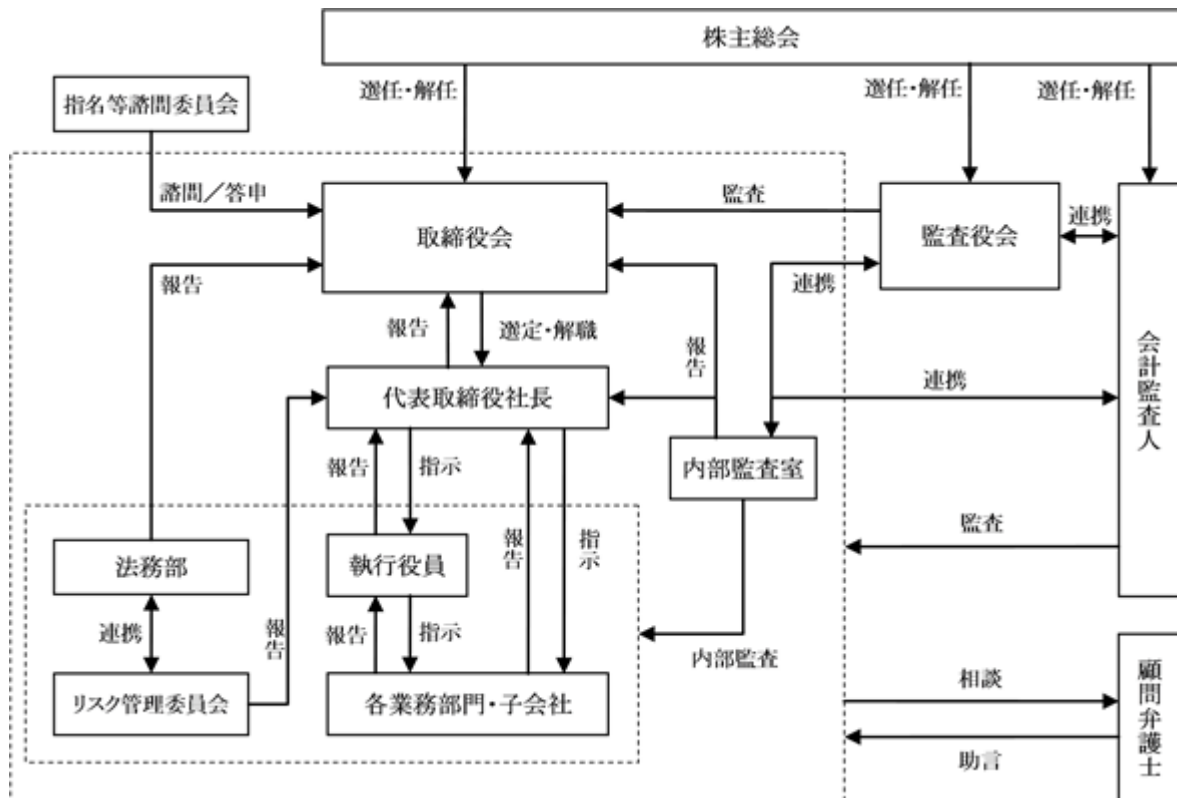 株主総会
指名等諮問委員会
選任・解任
選任・解任
選任・解任
諮問／答申
取締役会
監査
監査役会
連携
報告
連携
報告
選定・解職
報告
代表取締役社長
連携
会計監査人
報告
指示
内部監査室
監査
法務部
執行役員
報告
指示
連携
報告
報告
指示
内部監査
リスク管理委員会
各業務部門・子会社
相談
顧問弁護士
助言